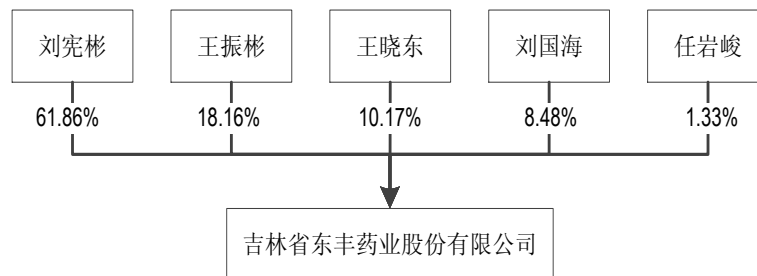 刘宪彬 王振彬 王晓东 刘国海 任岩峻
61.86% 18.16% 10.17% 8.48% 1.33%
吉林省东丰药业股份有限公司